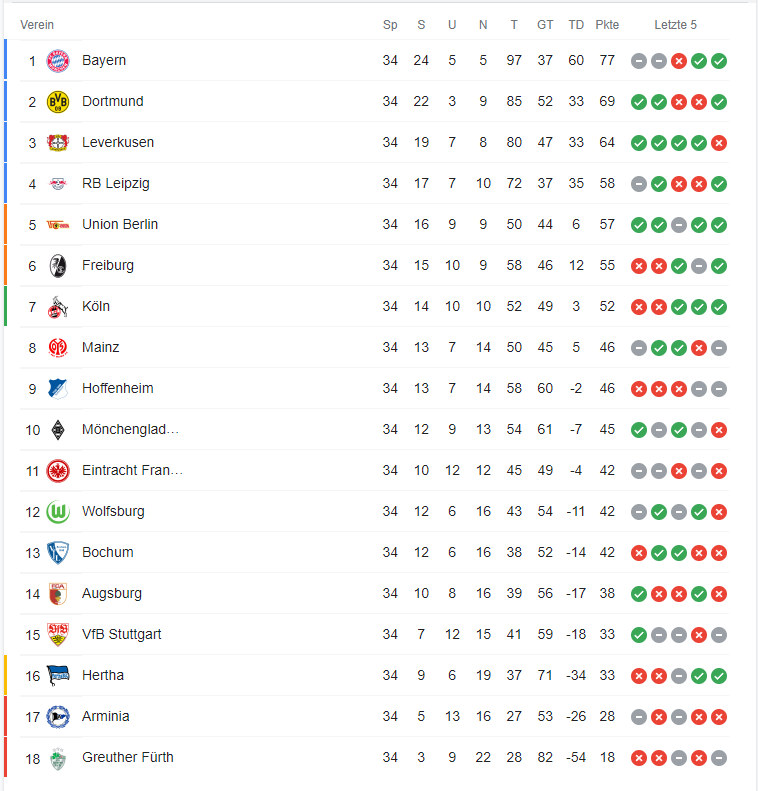 Verein Sp S U N T GT TD Pkte Letzte 5
1 Bayern 34 24 5 5 97 37 60 77
2 BVB 09 Dortmund 34 22 3 9 85 52 33 69
3 Leverkusen 34 19 7 8 80 47 33 64
4 RB Leipzig 34 17 7 10 72 37 35 58
5 Union Berlin 34 16 9 9 50 44 6 57
6 Freiburg 34 15 10 9 58 46 12 55
7 Köln 34 14 10 10 52 49 3 52
8 Mainz 34 13 7 14 50 45 5 46
9 Hoffenheim 34 13 7 14 58 60 -2 46
10 Mönchenglad... 34 12 9 13 54 61 -7 45
11 Eintracht Fran... 34 10 12 12 45 49 -4 42
12 Wolfsburg 34 12 6 16 43 54 -11 42
13 Bochum 34 12 6 16 38 52 -14 42
14 FCA Augsburg 34 10 8 16 39 56 -17 38
15 VfB Stuttgart 34 7 12 15 41 59 -18 33
16 Hertha 34 9 6 19 37 71 -34 33
17 Arminia 34 5 13 16 27 53 -26 28
18 Greuther Fürth 34 3 9 22 28 82 -54 18